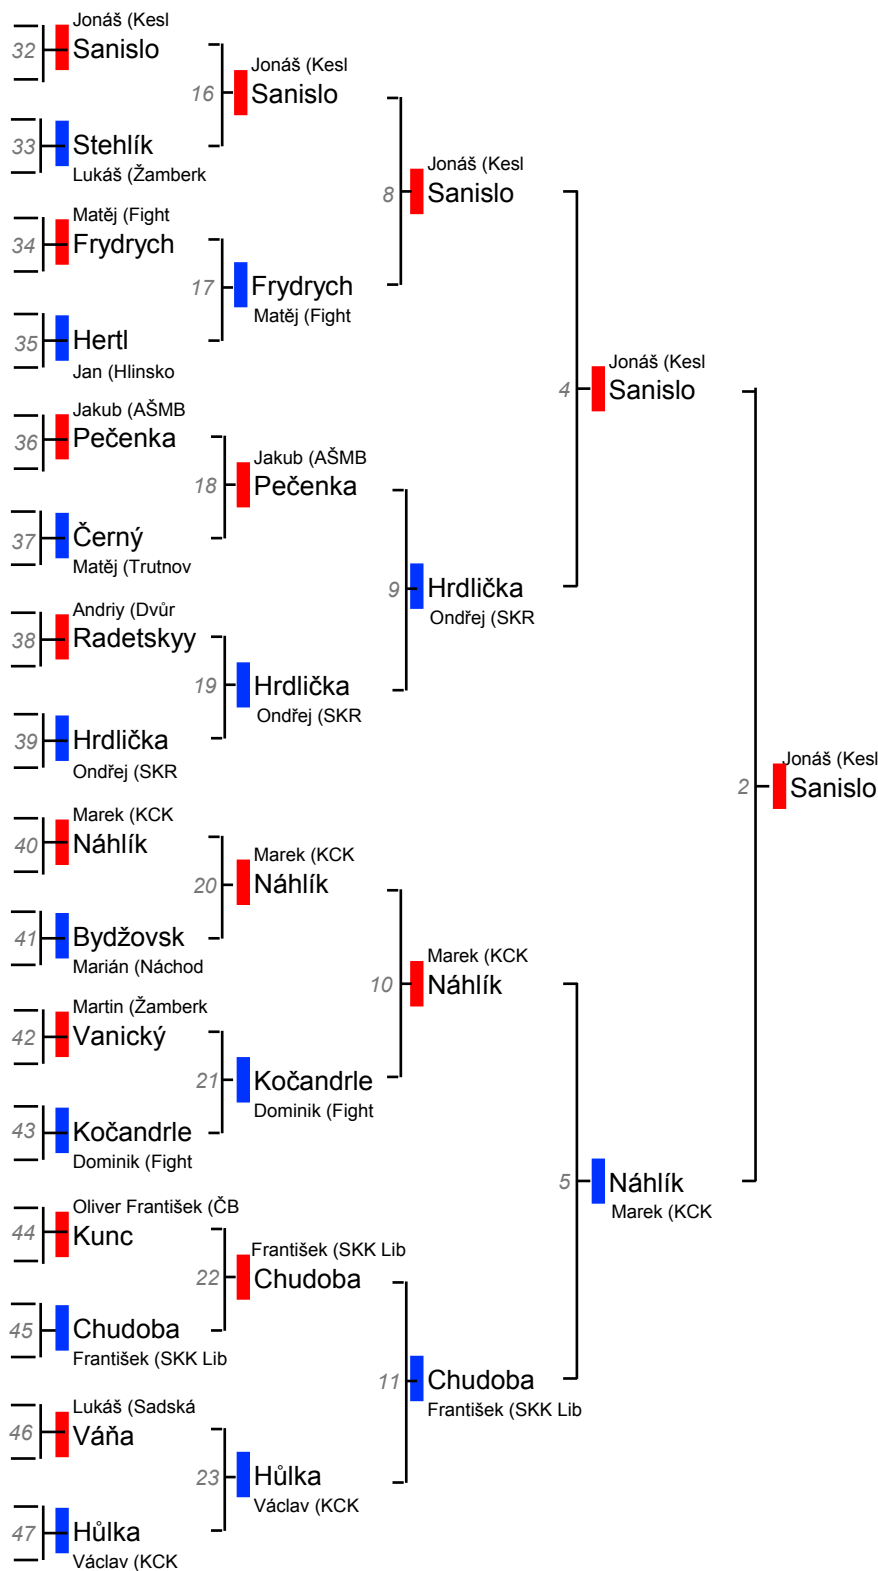 Jonáš (Kesl
32
Sanislo
33
Stehlík
Lukáš (Žamberk
Matěj (Fight
34
Frydrych
35
Hertl
Jan (Hlinsko
Jakub (AŠMB
36
Pečenka
37
Černý
Matěj (Trutnov
Andriy (Dvůr
38
Radetskyy
39
Hrdlička
Ondřej (SKR
Marek (KCK
40
Náhlík
41
Bydžovsk
Marián (Náchod
Martin (Žamberk
42
Vanický
43
Kočandrle
Dominik (Fight
Oliver František (ČB
44
Kunc
45
Chudoba
František (SKK Lib
Lukáš (Sadská
46
Váňa
47
Hůlka
Václav (KCK
Jonáš (Kesl
16
Sanislo
17
Frydrych
Matěj (Fight
Jakub (AŠMB
18
Pečenka
19
Hrdlička
Ondřej (SKR
Marek (KCK
20
Náhlík
21
Kočandrle
Dominik (Fight
František (SKK Lib
22
Chudoba
23
Hůlka
Václav (KCK
Jonáš (Kesl
8
Sanislo
9
Hrdlička
Ondřej (SKR
Marek (KCK
10
Náhlík
11
Chudoba
František (SKK Lib
Jonáš (Kesl
4
Sanislo
5
Náhlík
Marek (KCK
Jonáš (Kesl
2
Sanislo